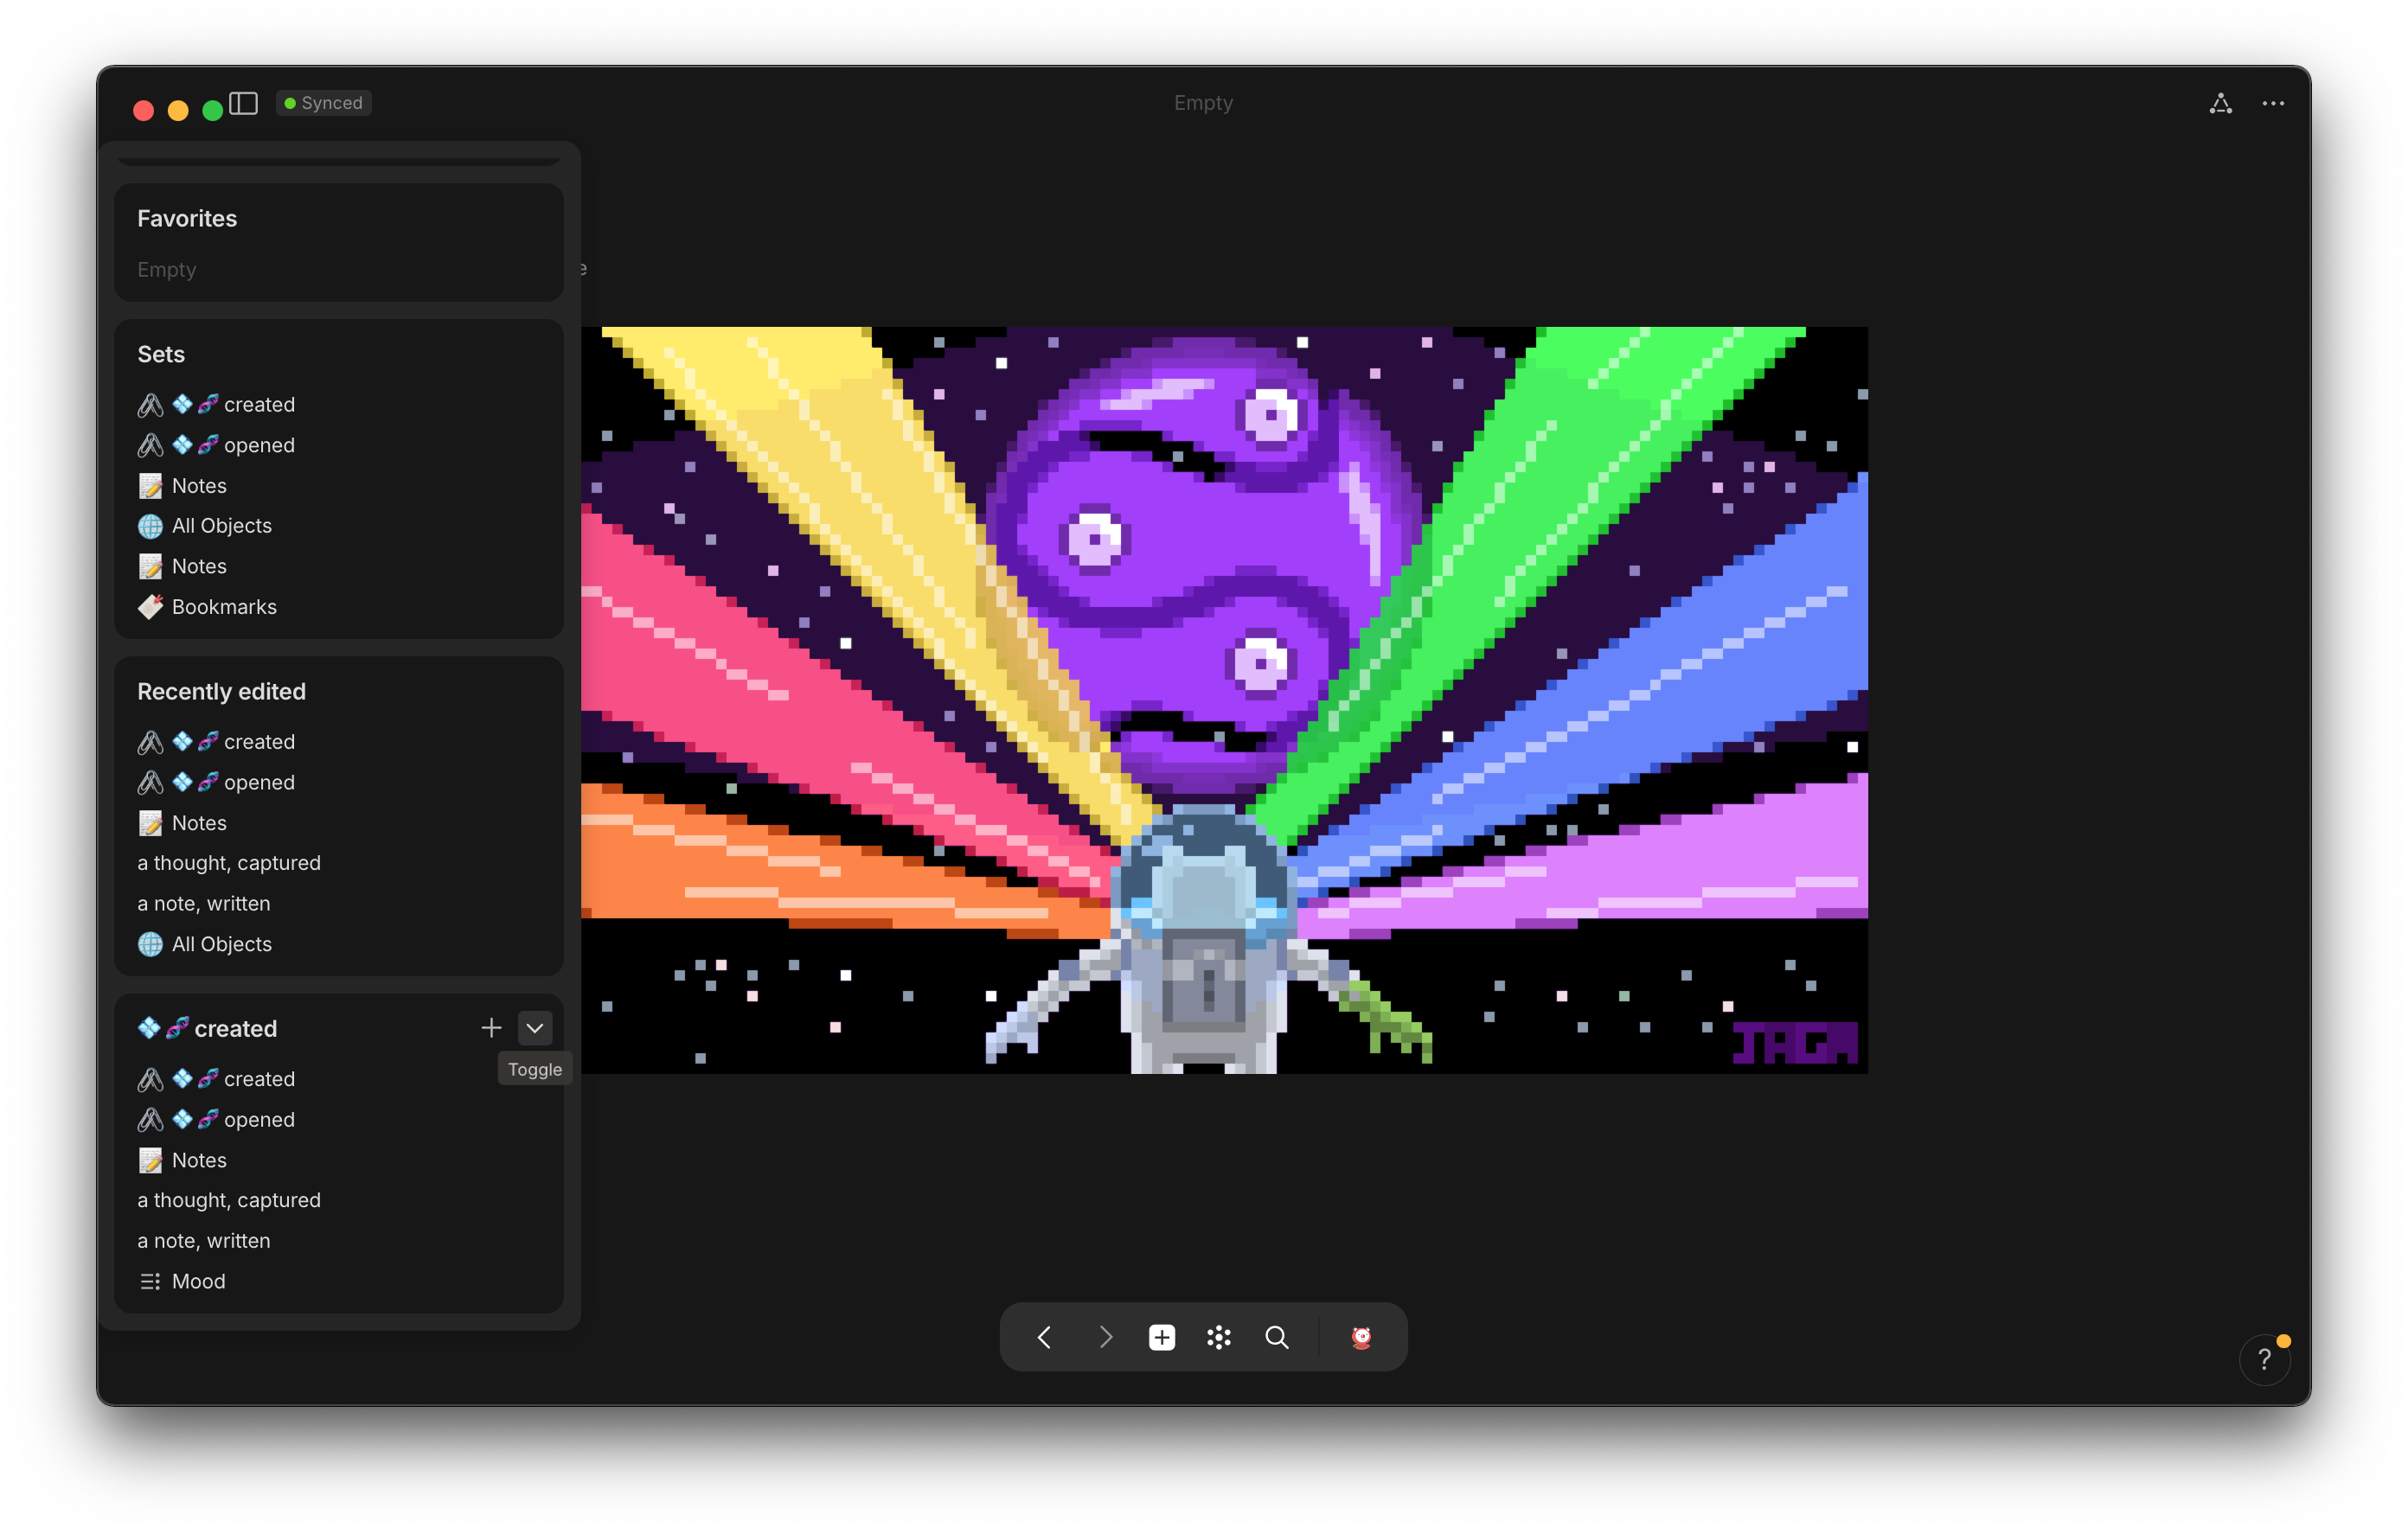 Synced
Empty
Favorites
Empty
e
Sets
created
opened
Notes
All Objects
Notes
Bookmarks
Recently edited
created
opened
Notes
a thought, captured
a note, written
All Objects
created
Toggle
created
opened
Notes
a thought, captured
a note, written
Mood
JAGA
?